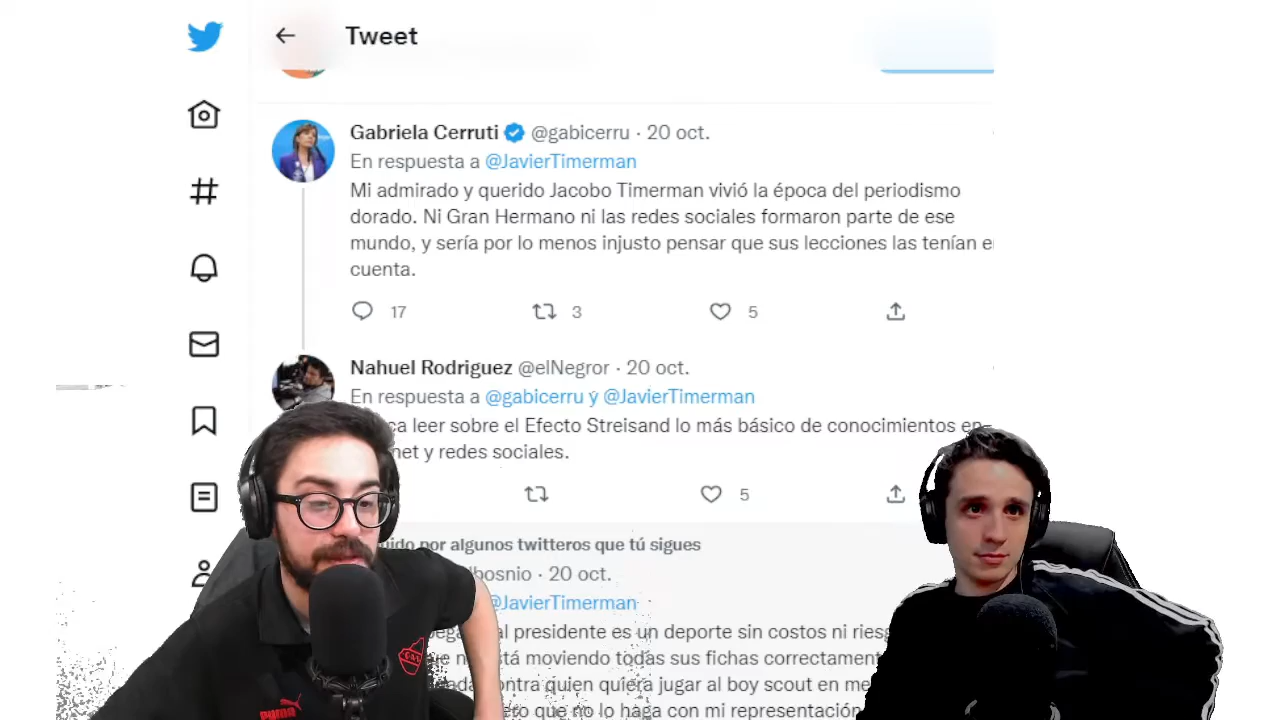 Tweet
Gabriela Cerruti @gabicerru · 20 oct.
En respuesta a @JavierTimerman
Mi admirado y querido Jacobo Timerman vivió la época del periodismo
dorado. Ni Gran Hermano ni las redes sociales formaron parte de ese
mundo, y sería por lo menos injusto pensar que sus lecciones las tenían
cuenta.
17 3 5
Nahuel Rodriguez @elNegror · 20 oct.
En respuesta a @gabicerru y @JavierTimerman
leer sobre el Efecto Streisand lo más básico de conocimientos en
y redes sociales.
5
por algunos twitteros que tú sigues
· 20 oct.
@JavierTimerman
al presidente es un deporte sin costos ni
moviendo todas sus fichas correctament
contra quien quiera jugar al boy scout en
que no lo haga con mi representación
PUMA